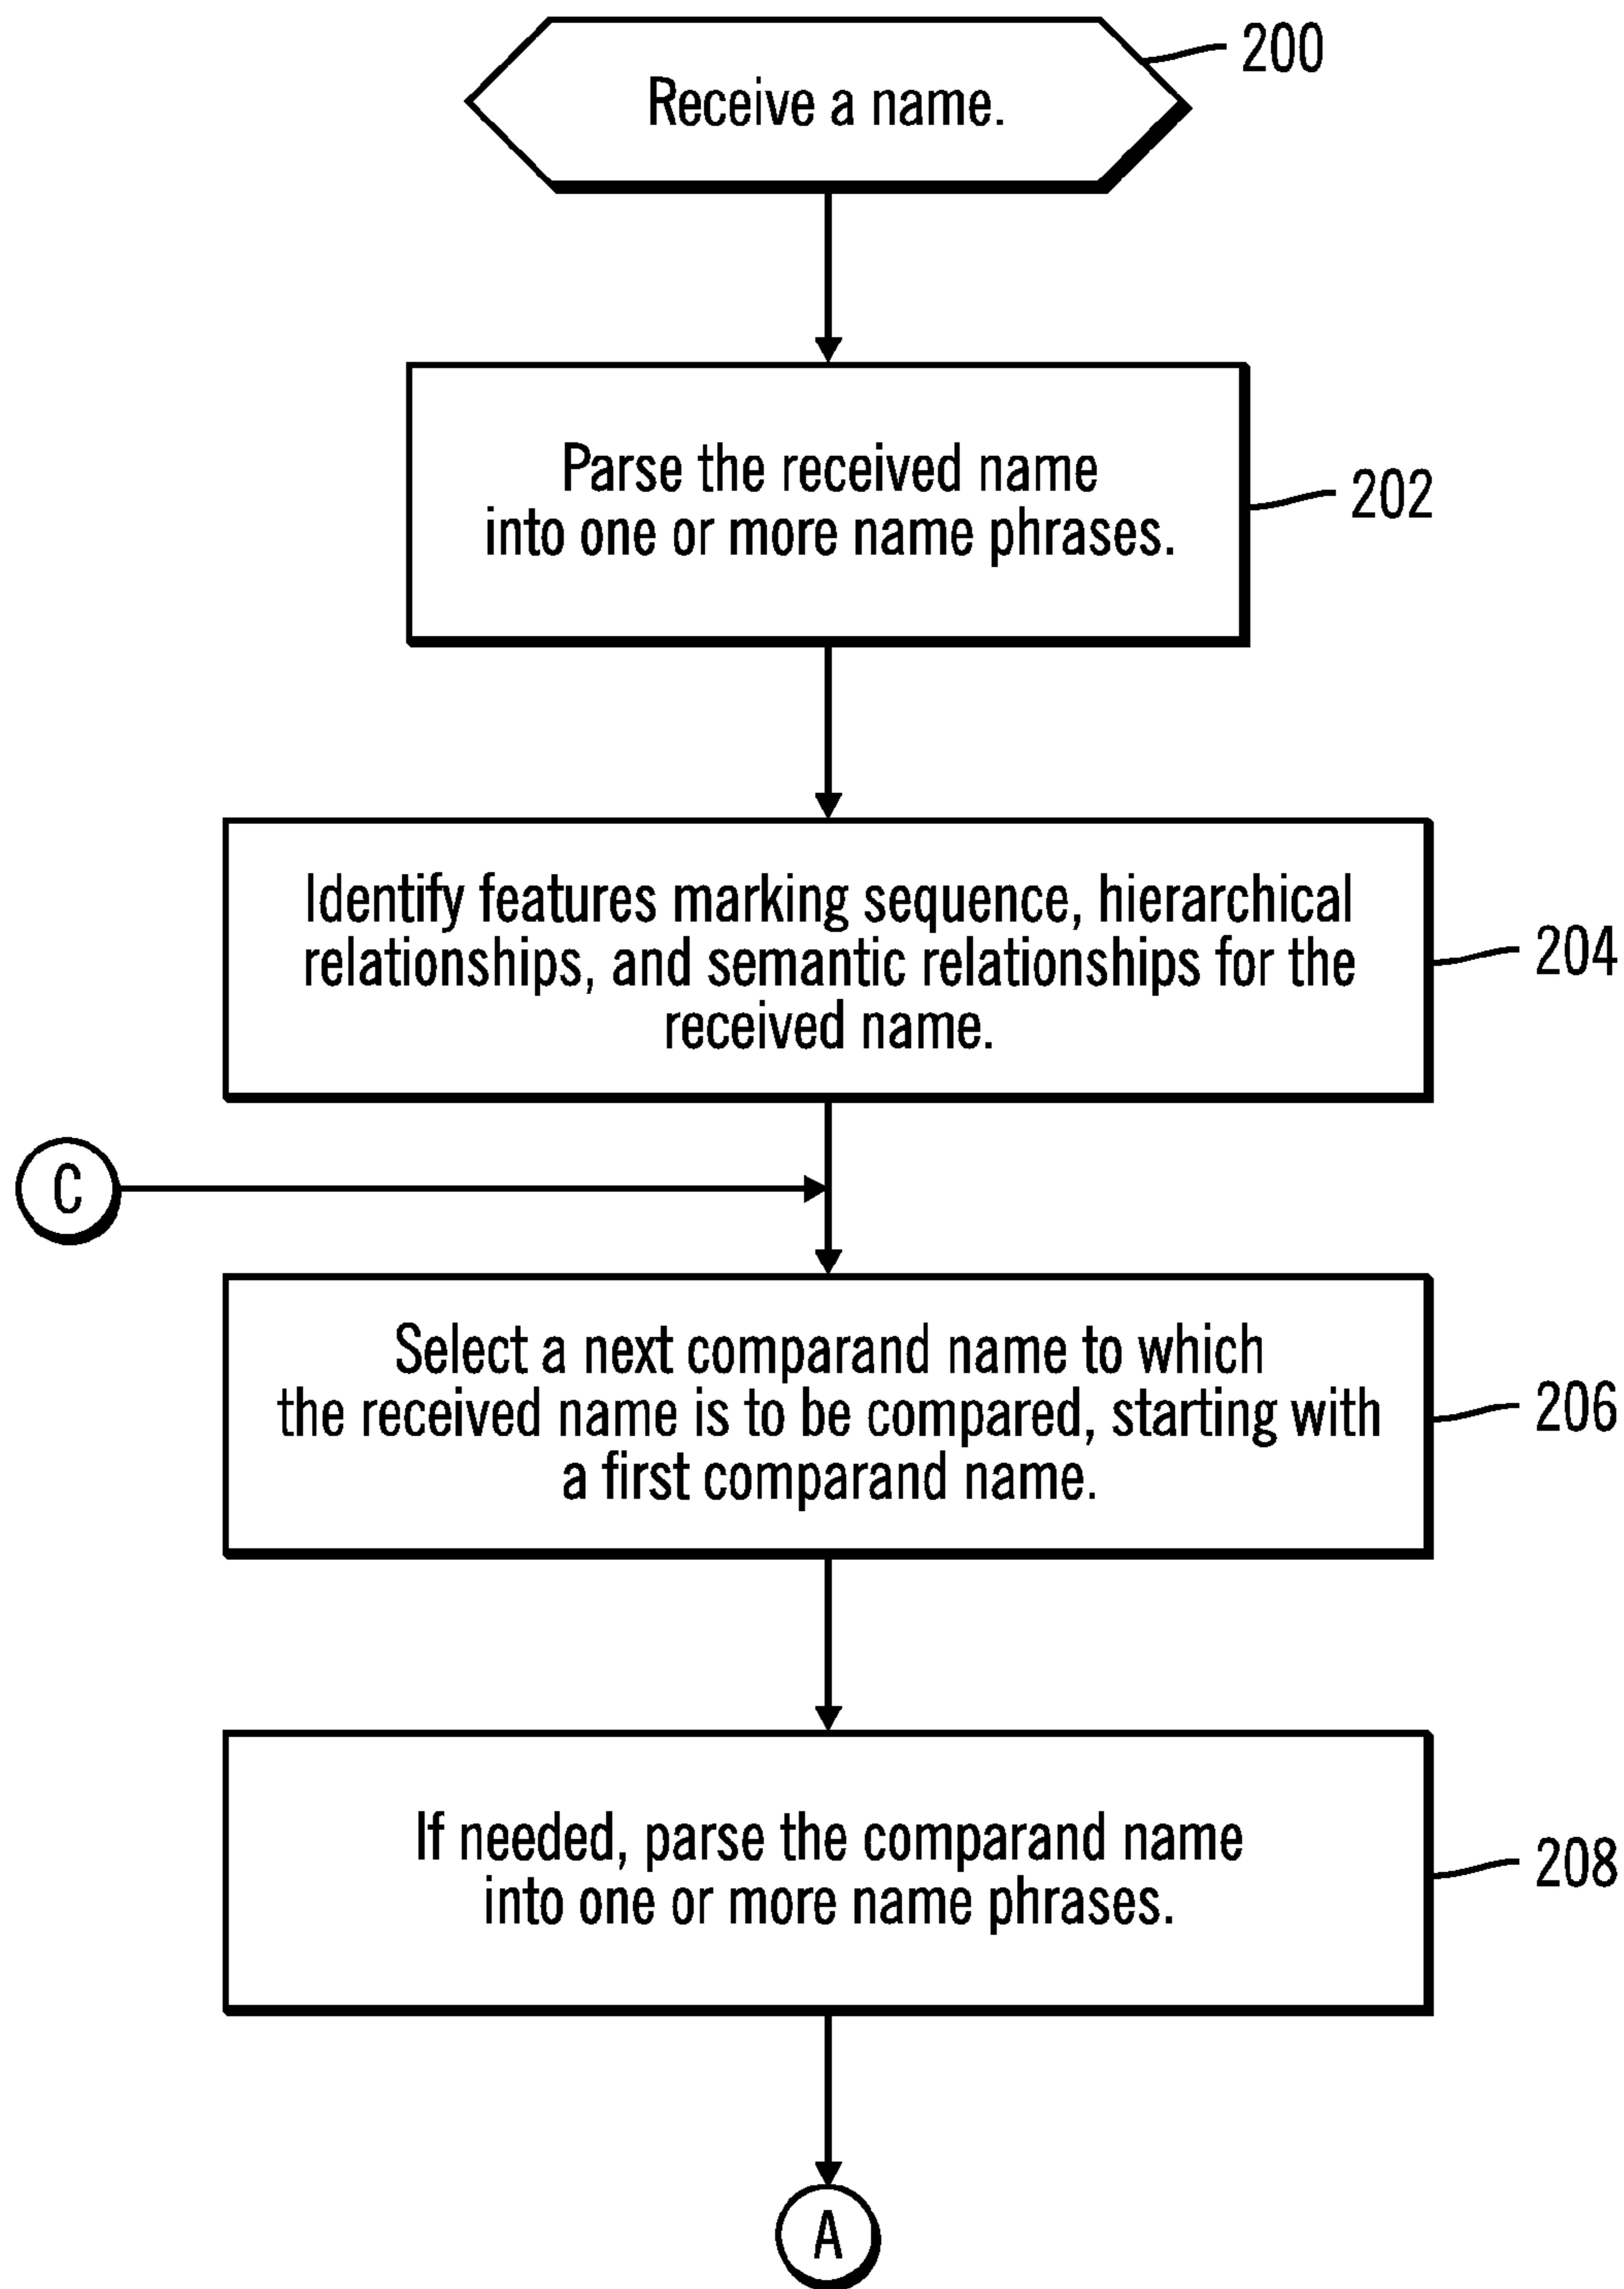 Receive a name.
200
Parse the received name
into one or more name phrases.
202
Identify features marking sequence, hierarchical
relationships, and semantic relationships for the
received name.
204
C
Select a next comparand name to which
the received name is to be compared, starting with
a first comparand name.
206
If needed, parse the comparand name
into one or more name phrases.
208
A